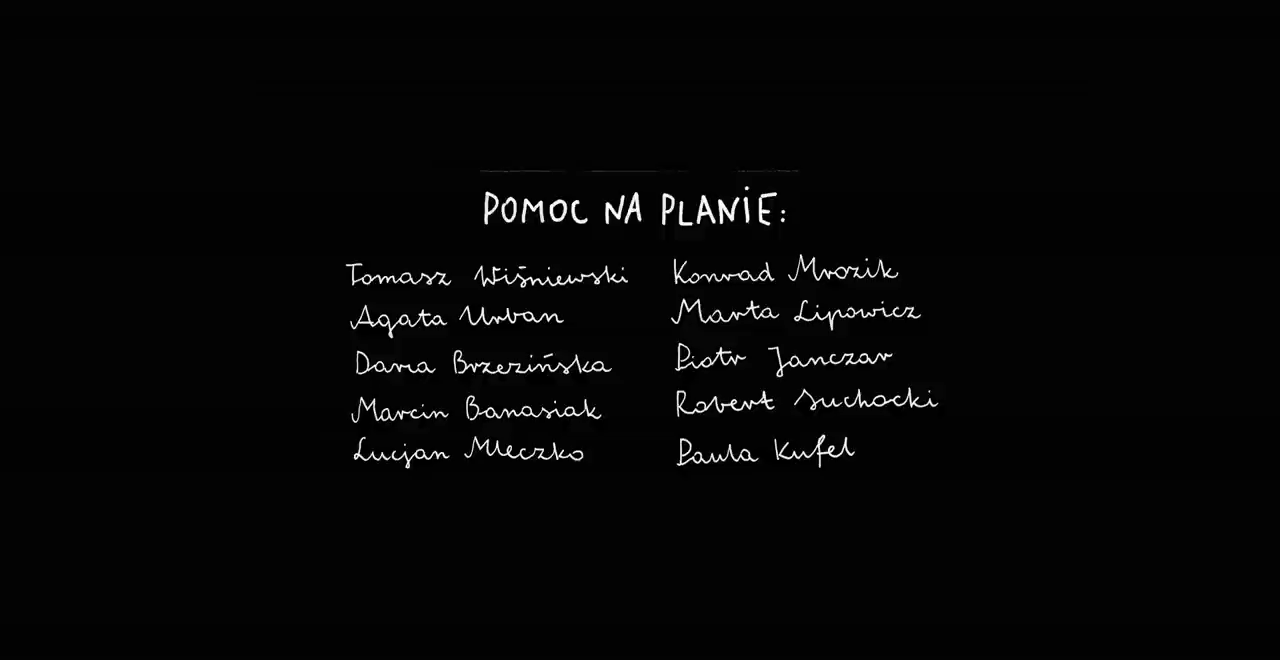 POMOC NA PLANIE:
Tomasz Wiśniewski
Agata Urban
Daria Brzezińska
Marcin Banasiak
Lucjan Mleczko
Konrad Mrozik
Marta Lipowicz
Piotr Janczar
Robert Suchocki
Paula Kufel